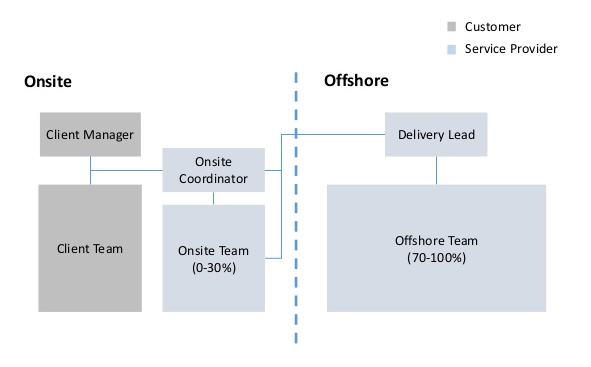 Customer
Service Provider
Onsite
Offshore
Client Manager
Delivery Lead
Onsite
Coordinator
Client Team
Onsite Team
(0-30%)
Offshore Team
(70-100%)